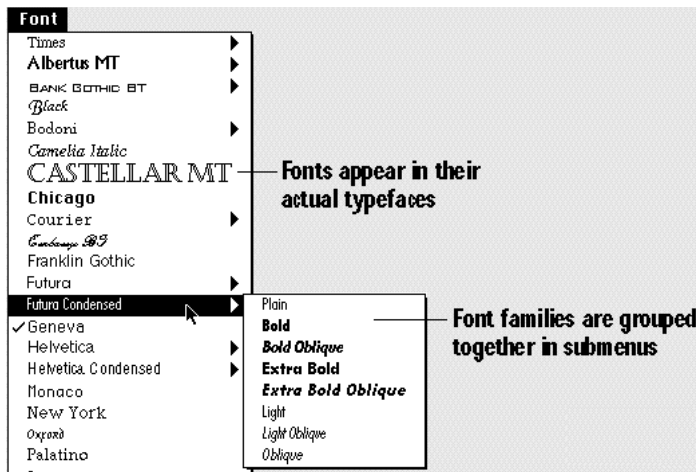 Font
Times
Albertus MT
BANK GOTHIC BT
Black
Bodoni
Camelia Italic
CASTELLAR MT
Chicago
Courier
Embassy BT
Franklin Gothic
Futura
Futura Condensed
Geneva
Helvetica
Helvetica Condensed
Monaco
New York
Oxford
Palatino
Plain
Bold
Bold Oblique
Extra Bold
Extra Bold Oblique
Light
Light Oblique
Oblique
Fonts appear in their
actual typefaces
Font families are grouped
together in submenus